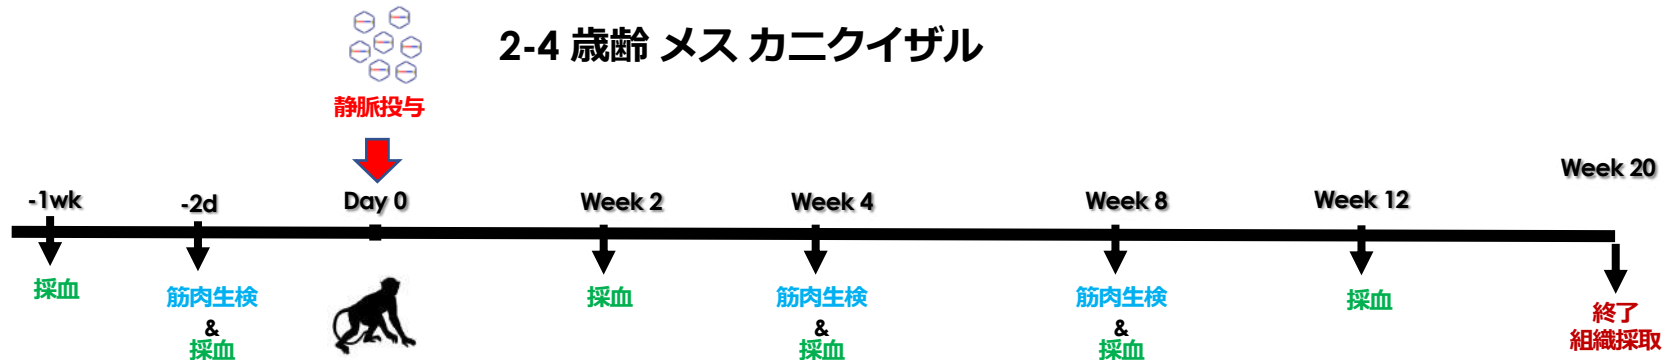 2-4 歳齢 メス カニクイザル
静脈投与
-1wk
-2d
Day 0
Week 2
Week 4
Week 8
Week 12
Week 20
採血
筋肉生検
&
採血
採血
筋肉生検
&
採血
筋肉生検
&
採血
採血
終了
組織採取